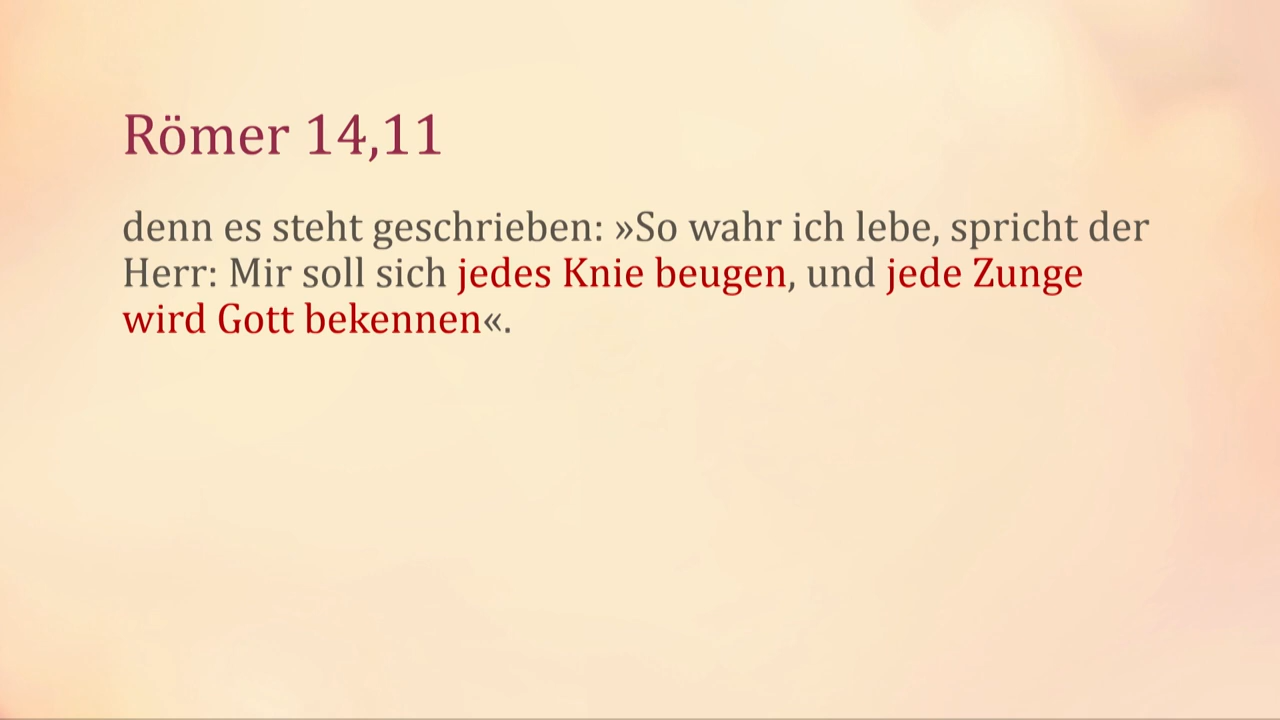 Römer 14,11
denn es steht geschrieben: »So wahr ich lebe, spricht der
Herr: Mir soll sich jedes Knie beugen, und jede Zunge
wird Gott bekennen«.